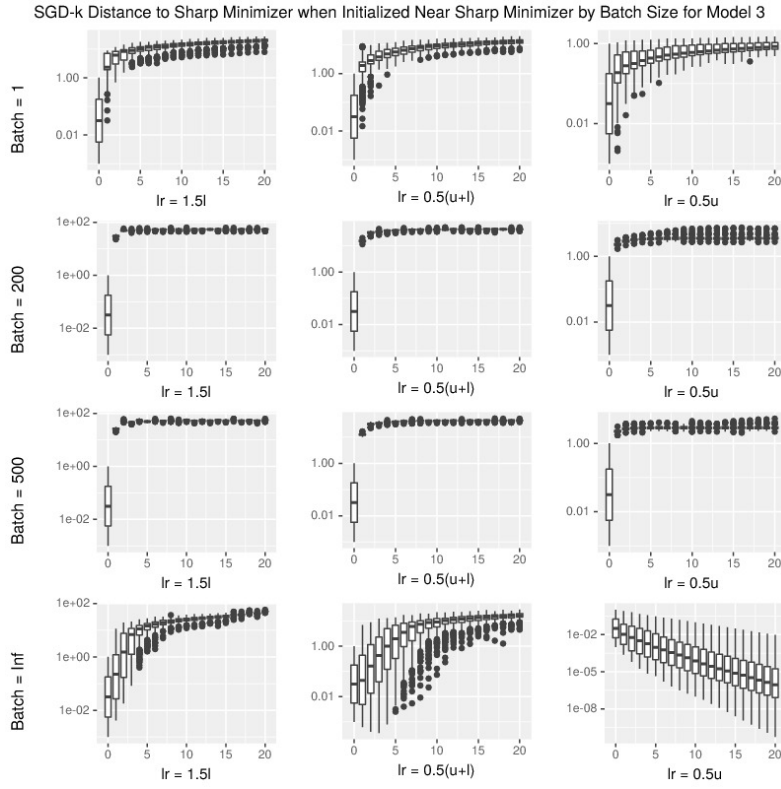 SGD-k Distance to Sharp Minimizer when Initialized Near Sharp Minimizer by Batch Size for Model 3
Batch = 1
1.00
0.01
0 5 10 15 20
lr = 1.5l
1.00
0.01
0 5 10 15 20
lr = 0.5(u+l)
1.00
0.01
0 5 10 15 20
lr = 0.5u
Batch = 200
1e+02
1e+00
1e-02
0 5 10 15 20
lr = 1.5l
1.00
0.01
0 5 10 15 20
lr = 0.5(u+l)
1.00
0.01
0 5 10 15 20
lr = 0.5u
Batch = 500
1e+02
1e+00
1e-02
0 5 10 15 20
lr = 1.5l
1.00
0.01
0 5 10 15 20
lr = 0.5(u+l)
1.00
0.01
0 5 10 15 20
lr = 0.5u
Batch = Inf
1e+02
1e+00
1e-02
0 5 10 15 20
lr = 1.5l
1.00
0.01
0 5 10 15 20
lr = 0.5(u+l)
1e-02
1e-05
1e-08
0 5 10 15 20
lr = 0.5u